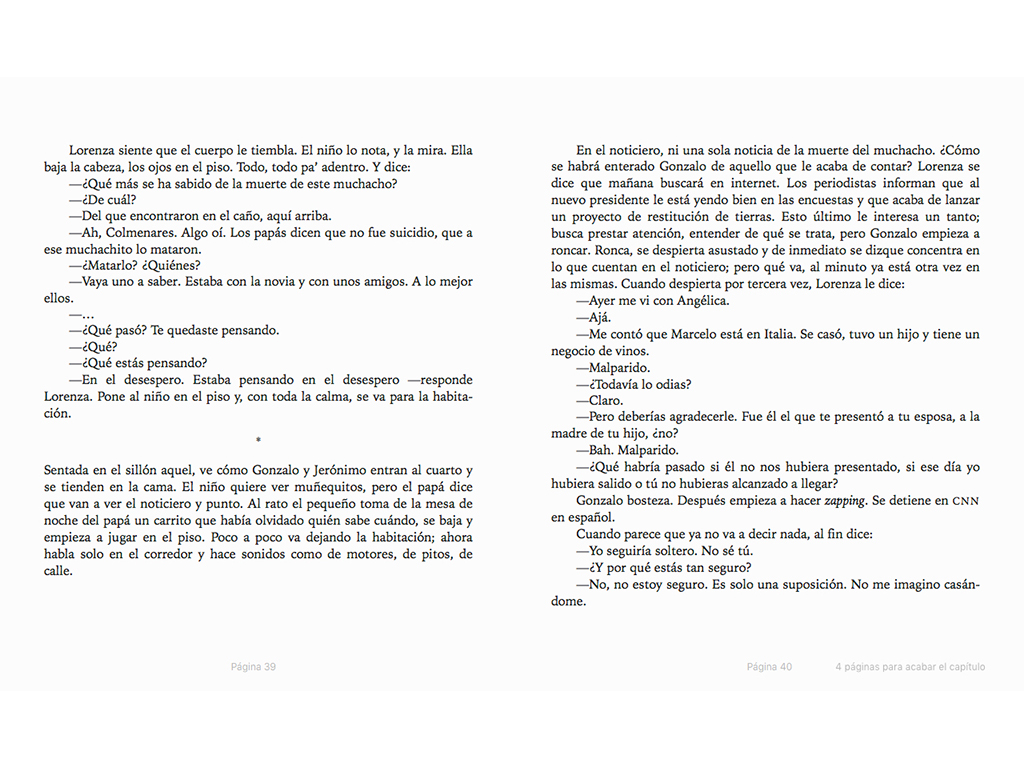 Lorenza siente que el cuerpo le tiembla. El niño lo nota, y la mira. Ella
baja la cabeza, los ojos en el piso. Todo, todo pa’ adentro. Y dice:
—¿Qué más se ha sabido de la muerte de este muchacho?
—¿De cuál?
—Del que encontraron en el caño, aquí arriba.
—Ah, Colmenares. Algo oí. Los papás dicen que no fue suicidio, que a
ese muchachito lo mataron.
—¿Matarlo? ¿Quiénes?
—Vaya uno a saber. Estaba con la novia y con unos amigos. A lo mejor
ellos.
—…
—¿Qué pasó? Te quedaste pensando.
—¿Qué?
—¿Qué estás pensando?
—En el desespero. Estaba pensando en el desespero —responde
Lorenza. Pone al niño en el piso y, con toda la calma, se va para la habita-
ción.
*
Sentada en el sillón aquel, ve cómo Gonzalo y Jerónimo entran al cuarto y
se tienden en la cama. El niño quiere ver muñequitos, pero el papá dice
que van a ver el noticiero y punto. Al rato el pequeño toma de la mesa de
noche del papá un carrito que había olvidado quién sabe cuándo, se baja y
empieza a jugar en el piso. Poco a poco va dejando la habitación; ahora
habla solo en el corredor y hace sonidos como de motores, de pitos, de
calle.
Página 39
En el noticiero, ni una sola noticia de la muerte del muchacho. ¿Cómo
se habrá enterado Gonzalo de aquello que le acaba de contar? Lorenza se
dice que mañana buscará en internet. Los periodistas informan que al
nuevo presidente le está yendo bien en las encuestas y que acaba de lanzar
un proyecto de restitución de tierras. Esto último le interesa un tanto;
busca prestar atención, entender de qué se trata, pero Gonzalo empieza a
roncar. Ronca, se despierta asustado y de inmediato se dizque concentra en
lo que cuentan en el noticiero; pero qué va, al minuto ya está otra vez en
las mismas. Cuando despierta por tercera vez, Lorenza le dice:
—Ayer me vi con Angélica.
—Ajá.
—Me contó que Marcelo está en Italia. Se casó, tuvo un hijo y tiene un
negocio de vinos.
—Malparido.
—¿Todavía lo odias?
—Claro.
—Pero deberías agradecerle. Fue él el que te presentó a tu esposa, a la
madre de tu hijo, ¿no?
—Bah. Malparido.
—¿Qué habría pasado si él no nos hubiera presentado, si ese día yo
hubiera salido o tú no hubieras alcanzado a llegar?
Gonzalo bosteza. Después empieza a hacer zapping. Se detiene en CNN
en español.
Cuando parece que ya no va a decir nada, al fin dice:
—Yo seguiría soltero. No sé tú.
—¿Y por qué estás tan seguro?
—No, no estoy seguro. Es solo una suposición. No me imagino casán-
dome.
Página 40
4 páginas para acabar el capítulo